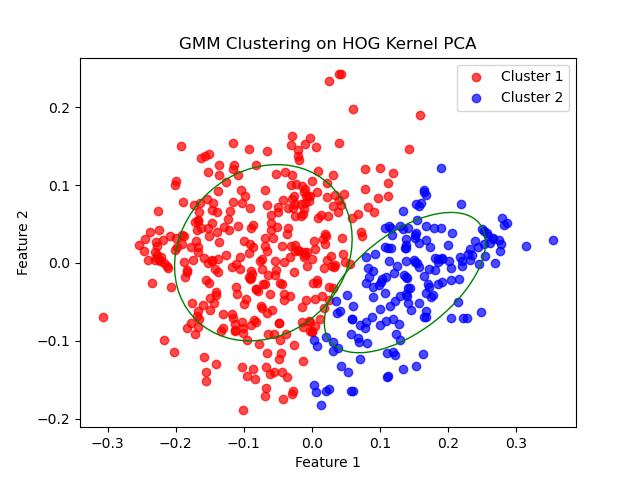 GMM Clustering on HOG Kernel PCA
Cluster 1
Cluster 2
Feature 2
0.2
0.1
0.0
−0.1
−0.2
−0.3 −0.2 −0.1 0.0 0.1 0.2 0.3
Feature 1